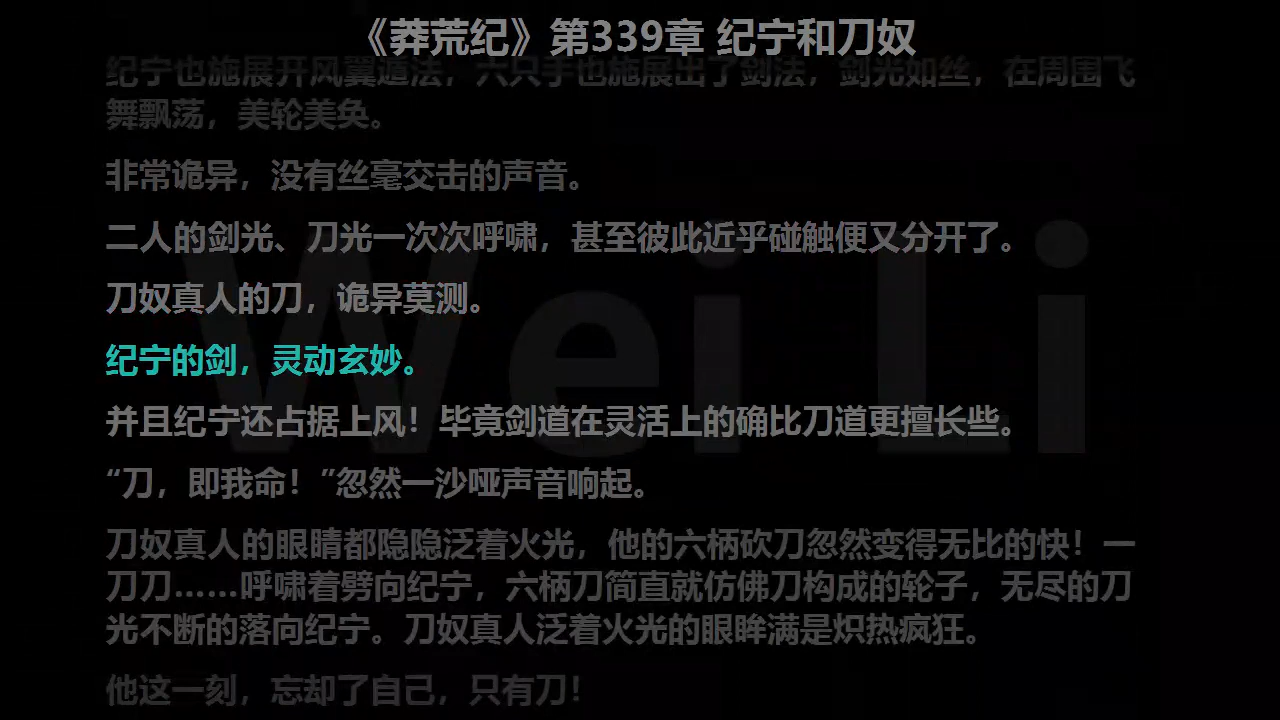 《莽荒纪》第339章 纪宁和刀奴
纪宁也施展开风翼遁法，六只手也施展出了剑法，剑光如丝，在周围飞
舞飘荡，美轮美奂。
非常诡异，没有丝毫交击的声音。
二人的剑光、刀光一次次呼啸，甚至彼此近乎碰触便又分开了。
刀奴真人的刀，诡异莫测。
纪宁的剑，灵动玄妙。
并且纪宁还占据上风！毕竟剑道在灵活上的确比刀道更擅长些。
“刀，即我命！”忽然一沙哑声音响起。
刀奴真人的眼睛都隐隐泛着火光，他的六柄砍刀忽然变得无比的快！一
刀刀……呼啸着劈向纪宁，六柄刀简直就仿佛刀构成的轮子，无尽的刀
光不断的落向纪宁。刀奴真人泛着火光的眼眸满是炽热疯狂。
他这一刻，忘却了自己，只有刀！
Wei Li